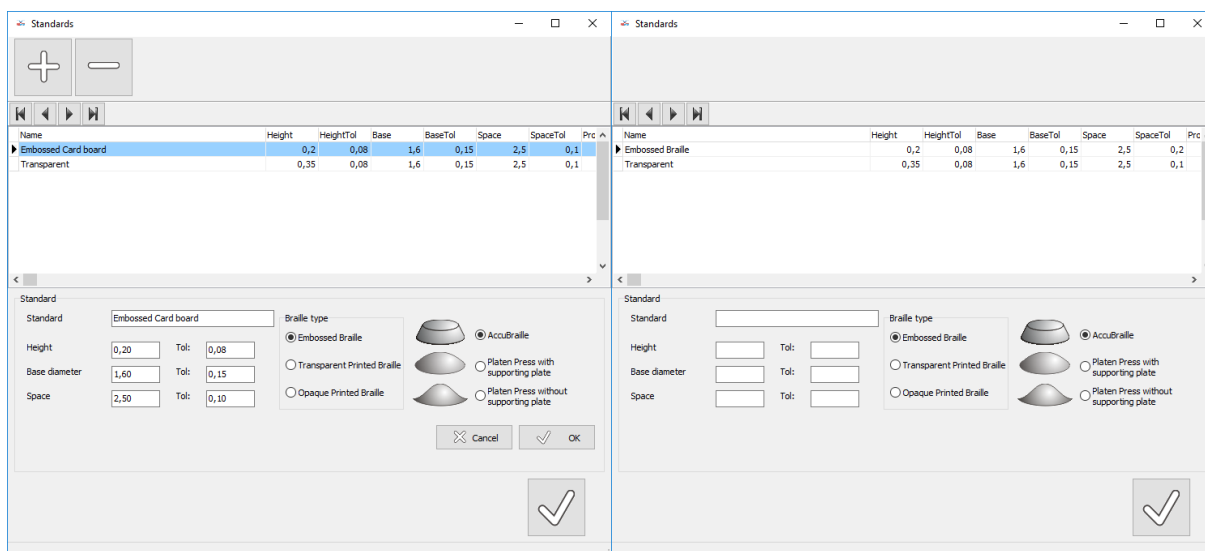 Standards
Name Height HeightTol Base BaseTol Space SpaceTol Pro
Embossed Card board 0,2 0,08 1,6 0,15 2,5 0,1
Transparent 0,35 0,08 1,6 0,15 2,5 0,1
Standard
Standard Embossed Card board
Height 0,20 Tol: 0,08
Base diameter 1,60 Tol: 0,15
Space 2,50 Tol: 0,10
Braille type
Embossed Braille
Transparent Printed Braille
Opaque Printed Braille
AccuBraille
Platen Press with
supporting plate
Platen Press without
supporting plate
Cancel OK
Standards
Name Height HeightTol Base BaseTol Space SpaceTol Prc
Embossed Braille 0,2 0,08 1,6 0,15 2,5 0,2
Transparent 0,35 0,08 1,6 0,15 2,5 0,1
Standard
Standard
Height Tol:
Base diameter Tol:
Space Tol:
Braille type
Embossed Braille
Transparent Printed Braille
Opaque Printed Braille
AccuBraille
Platen Press with
supporting plate
Platen Press without
supporting plate